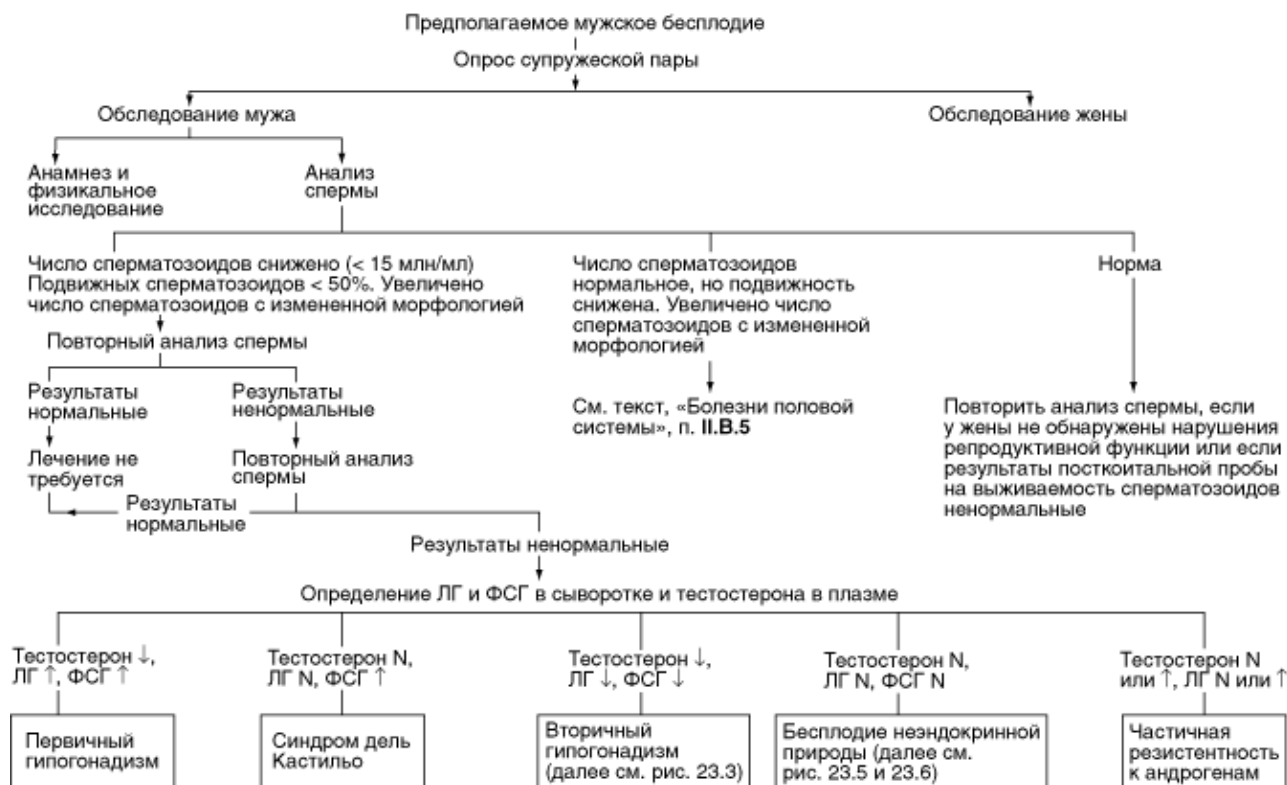 Предполагаемое мужское бесплодие
Опрос супружеской пары
Обследование мужа
Обследование жены
Анамнез и
физикальное
исследование
Анализ
спермы
Число сперматозоидов снижено (< 15 млн/мл)
Подвижных сперматозоидов < 50%. Увеличено
число сперматозоидов с измененной морфологией
Число сперматозоидов
нормальное, но подвижность
снижена. Увеличено число
сперматозоидов с измененной
морфологией
Норма
Повторный анализ спермы
Результаты
нормальные
Результаты
ненормальные
См. текст, «Болезни половой
системы», п. II.B.5
Повторить анализ спермы, если
у жены не обнаружены нарушения
репродуктивной функции или если
результаты посткоитальной пробы
на выживаемость сперматозоидов
ненормальные
Лечение не
требуется
Повторный анализ
спермы
Результаты
нормальные
Результаты ненормальные
Определение ЛГ и ФСГ в сыворотке и тестостерона в плазме
Тестостерон ↓,
ЛГ ↑, ФСГ ↑
Тестостерон N,
ЛГ N, ФСГ ↑
Тестостерон ↓,
ЛГ ↓, ФСГ ↓
Тестостерон N,
ЛГ N, ФСГ N
Тестостерон N
или ↑, ЛГ N или ↑
Первичный
гипогонадизм
Синдром дель
Кастильо
Вторичный
гипогонадизм
(далее см. рис. 23.3)
Бесплодие неэндокринной
природы (далее см.
рис. 23.5 и 23.6)
Частичная
резистентность
к андрогенам